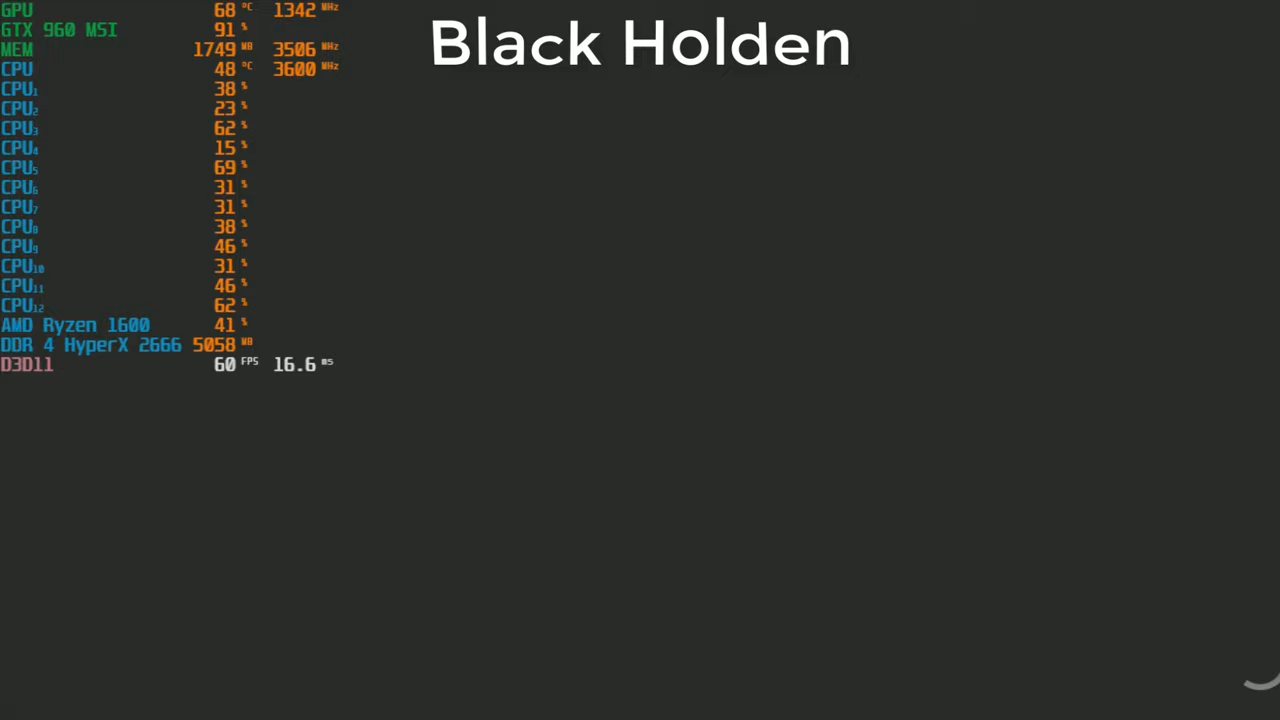 Black Holden
GPU 68 °C 1342 MHz
GTX 960 MSI 91 %
MEM 1749 MB 3506 MHz
CPU 48 °C 3600 MHz
CPU1 38 %
CPU2 23 %
CPU3 62 %
CPU4 15 %
CPU5 69 %
CPU6 31 %
CPU7 31 %
CPU8 38 %
CPU9 46 %
CPU10 31 %
CPU11 46 %
CPU12 62 %
AMD Ryzen 1600 41 %
DDR 4 HyperX 2666 5058 MB
D3D11 60 FPS 16.6 ms